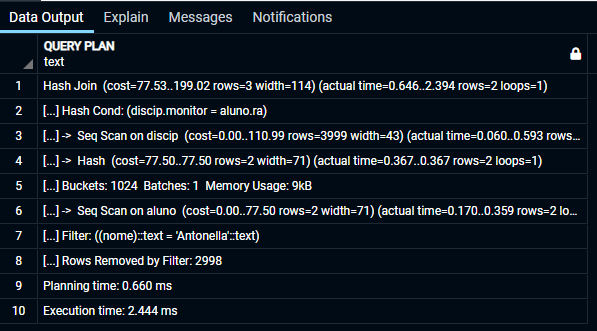 Data Output Explain Messages Notifications
QUERY PLAN
text
1 Hash Join (cost=77.53..199.02 rows=3 width=114) (actual time=0.646..2.394 rows=2 loops=1)
2 [...] Hash Cond: (discip.monitor = aluno.ra)
3 [...] -> Seq Scan on discip (cost=0.00..110.99 rows=3999 width=43) (actual time=0.060..0.593 rows...
4 [...] -> Hash (cost=77.50..77.50 rows=2 width=71) (actual time=0.367..0.367 rows=2 loops=1)
5 [...] Buckets: 1024 Batches: 1 Memory Usage: 9kB
6 [...] -> Seq Scan on aluno (cost=0.00..77.50 rows=2 width=71) (actual time=0.170..0.359 rows=2 lo...
7 [...] Filter: ((nome)::text = 'Antonella'::text)
8 [...] Rows Removed by Filter: 2998
9 Planning time: 0.660 ms
10 Execution time: 2.444 ms